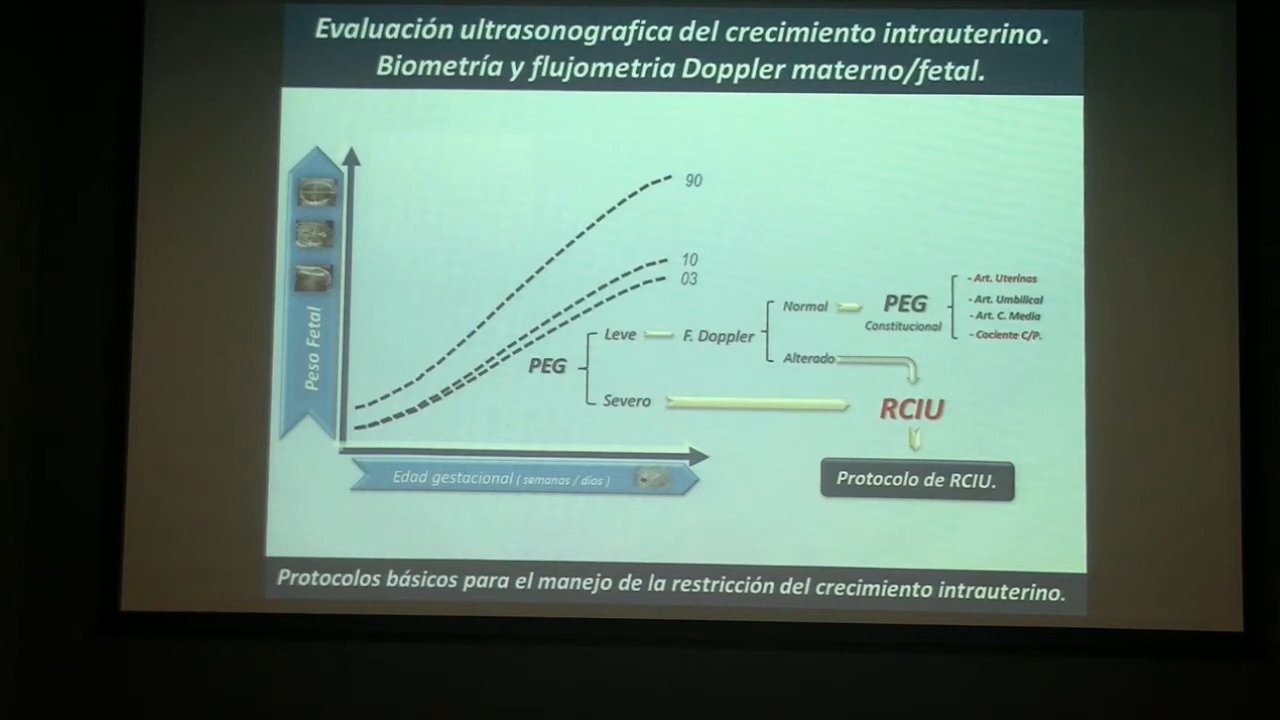 Evaluación ultrasonografica del crecimiento intrauterino.
Biometría y flujometria Doppler materno/fetal.
Peso Fetal
90
10
03
PEG
Leve
F. Doppler
Normal
PEG
Constitucional
- Art. Uterinas
- Art. Umbilical
- Art. C. Media
- Cociente C/P.
Alterado
Severo
RCIU
Protocolo de RCIU.
Edad gestacional ( semanas / días )
Protocolos básicos para el manejo de la restricción del crecimiento intrauterino.